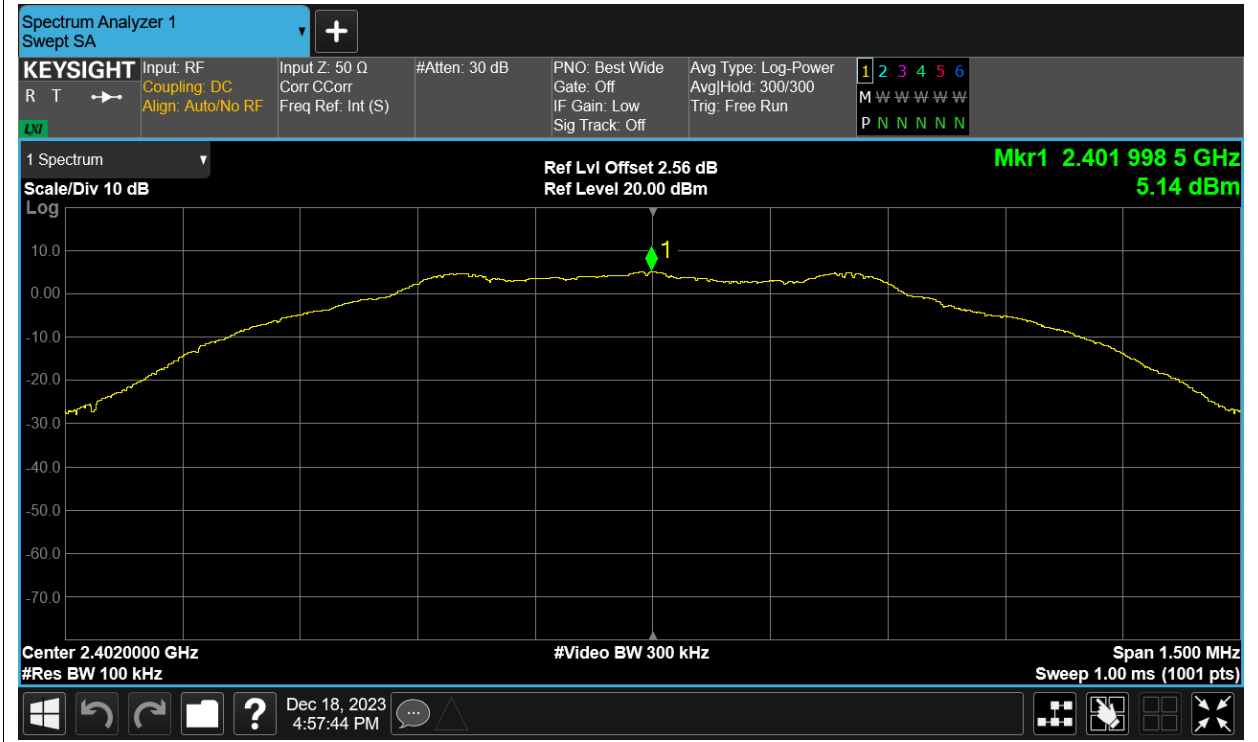 Spectrum Analyzer 1
Swept SA
+
KEYSIGHT
R T
LXI
Input: RF
Coupling: DC
Align: Auto/No RF
Input Z: 50 Ω
Corr CCorr
Freq Ref: Int (S)
#Atten: 30 dB
PNO: Best Wide
Gate: Off
IF Gain: Low
Sig Track: Off
Avg Type: Log-Power
Avg|Hold: 300/300
Trig: Free Run
1 2 3 4 5 6
M W W W W W
P N N N N N
1 Spectrum
Scale/Div 10 dB
Log
Ref Lvl Offset 2.56 dB
Ref Level 20.00 dBm
Mkr1 2.401 998 5 GHz
5.14 dBm
1
10.0
0.00
-10.0
-20.0
-30.0
-40.0
-50.0
-60.0
-70.0
Center 2.4020000 GHz
#Res BW 100 kHz
#Video BW 300 kHz
Span 1.500 MHz
Sweep 1.00 ms (1001 pts)
?
Dec 18, 2023
4:57:44 PM